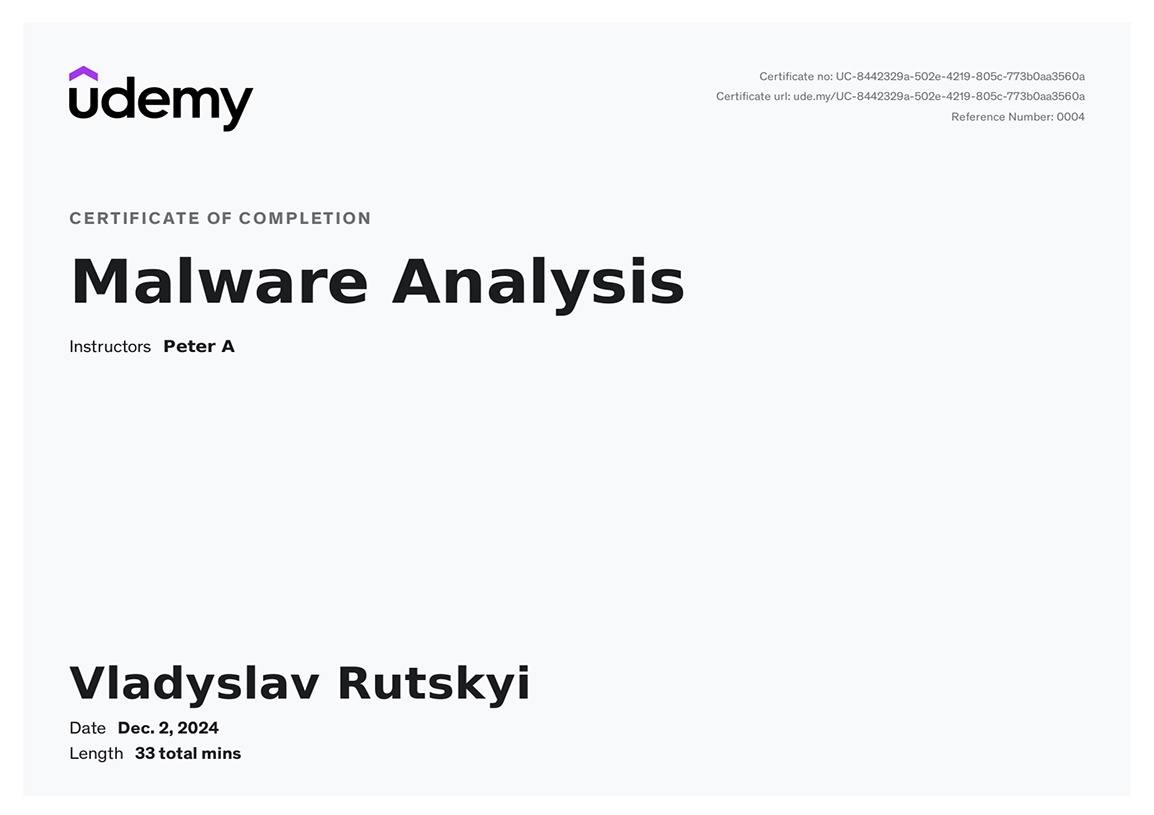 udemy
Certificate no: UC-8442329a-502e-4219-805c-773b0aa3560a
Certificate url: ude.my/UC-8442329a-502e-4219-805c-773b0aa3560a
Reference Number: 0004
CERTIFICATE OF COMPLETION
Malware Analysis
Instructors Peter A
Vladyslav Rutskyi
Date Dec. 2, 2024
Length 33 total mins